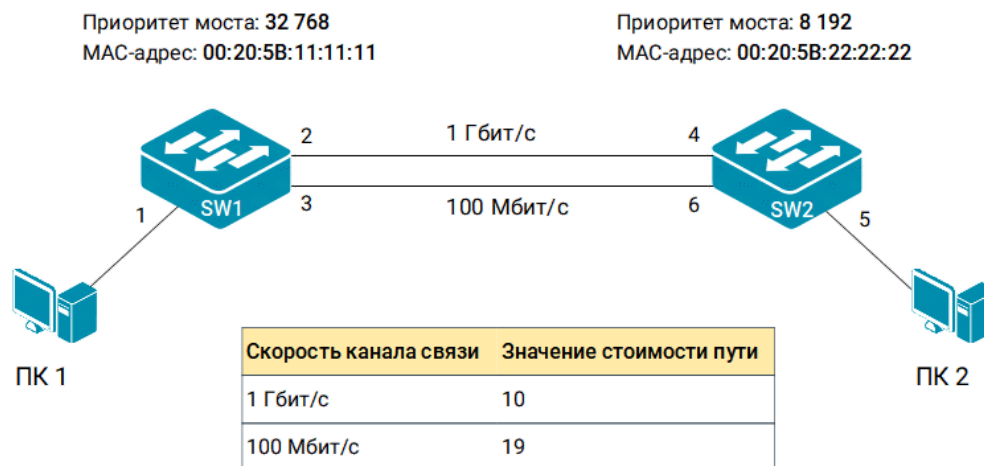 Приоритет моста: 32 768
MAC-адрес: 00:20:5B:11:11:11
Приоритет моста: 8 192
MAC-адрес: 00:20:5B:22:22:22
2
1 Гбит/с
4
SW1
3
100 Мбит/с
6
SW2
1
5
ПК 1
ПК 2
Скорость канала связи Значение стоимости пути
1 Гбит/с 10
100 Мбит/с 19